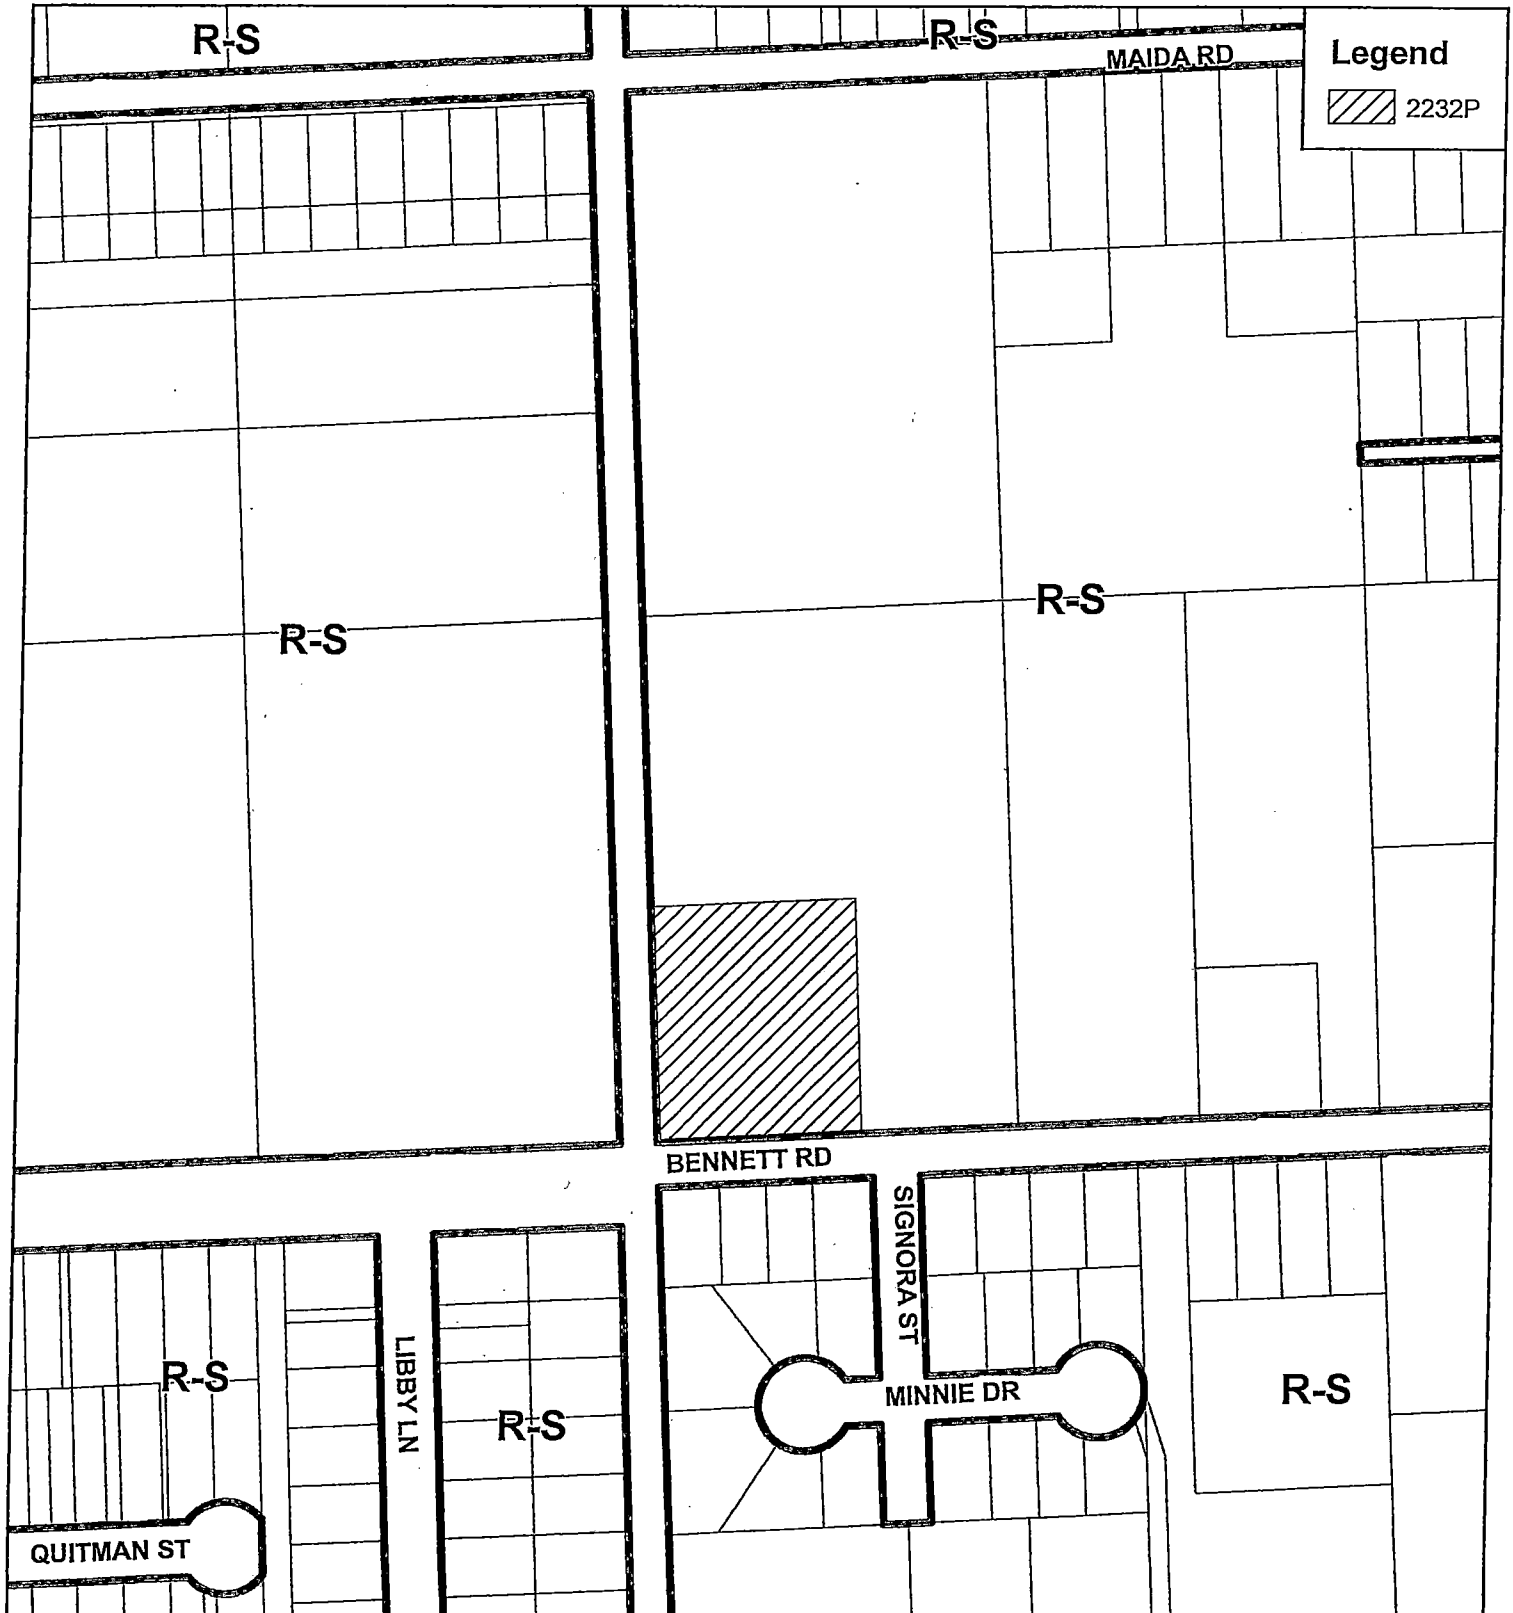 R-S
R-S
MAIDA RD
Legend
2232P
R-S
R-S
BENNETT RD
SIGNORA ST
LIBBY LN
R-S
R-S
MINNIE DR
R-S
QUITMAN ST